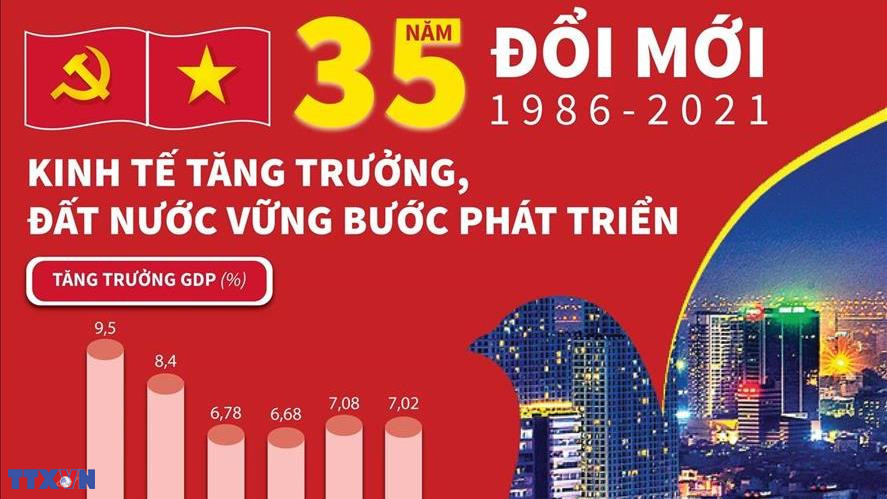 35 NĂM
ĐỔI MỚI
1986-2021
KINH TẾ TĂNG TRƯỞNG,
ĐẤT NƯỚC VỮNG BƯỚC PHÁT TRIỂN
TĂNG TRƯỞNG GDP (%)
9,5
8,4
6,78
6,68
7,08
7,02
TTXVN